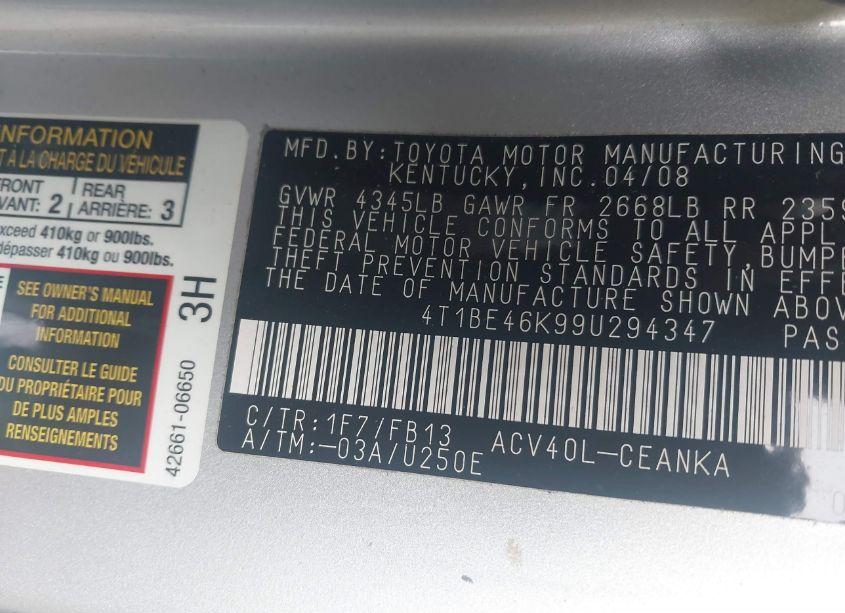 INFORMATION
T À LA CHARGE DU VÉHICULE
FRONT
VANT: 2
REAR
ARRIÈRE: 3
exceed 410kg or 900lbs.
dépasser 410kg ou 900lbs.
SEE OWNER'S MANUAL
FOR ADDITIONAL
INFORMATION
CONSULTER LE GUIDE
DU PROPRIÉTAIRE POUR
DE PLUS AMPLES
RENSEIGNEMENTS
3H
42661-06650
MFD. BY: TOYOTA MOTOR MANUFACTURING
KENTUCKY, INC. 04/08
GVWR 4345LB GAWR FR 2668LB RR 2359
THIS VEHICLE CONFORMS TO ALL APPLI
FEDERAL MOTOR VEHICLE SAFETY, BUMPE
THEFT PREVENTION STANDARDS IN EFFE
THE DATE OF MANUFACTURE SHOWN ABOV
4T1BE46K99U294347 PAS
C/TR: 1F7/FB13 ACV40L-CEANKA
A/TM: -03A/U250E